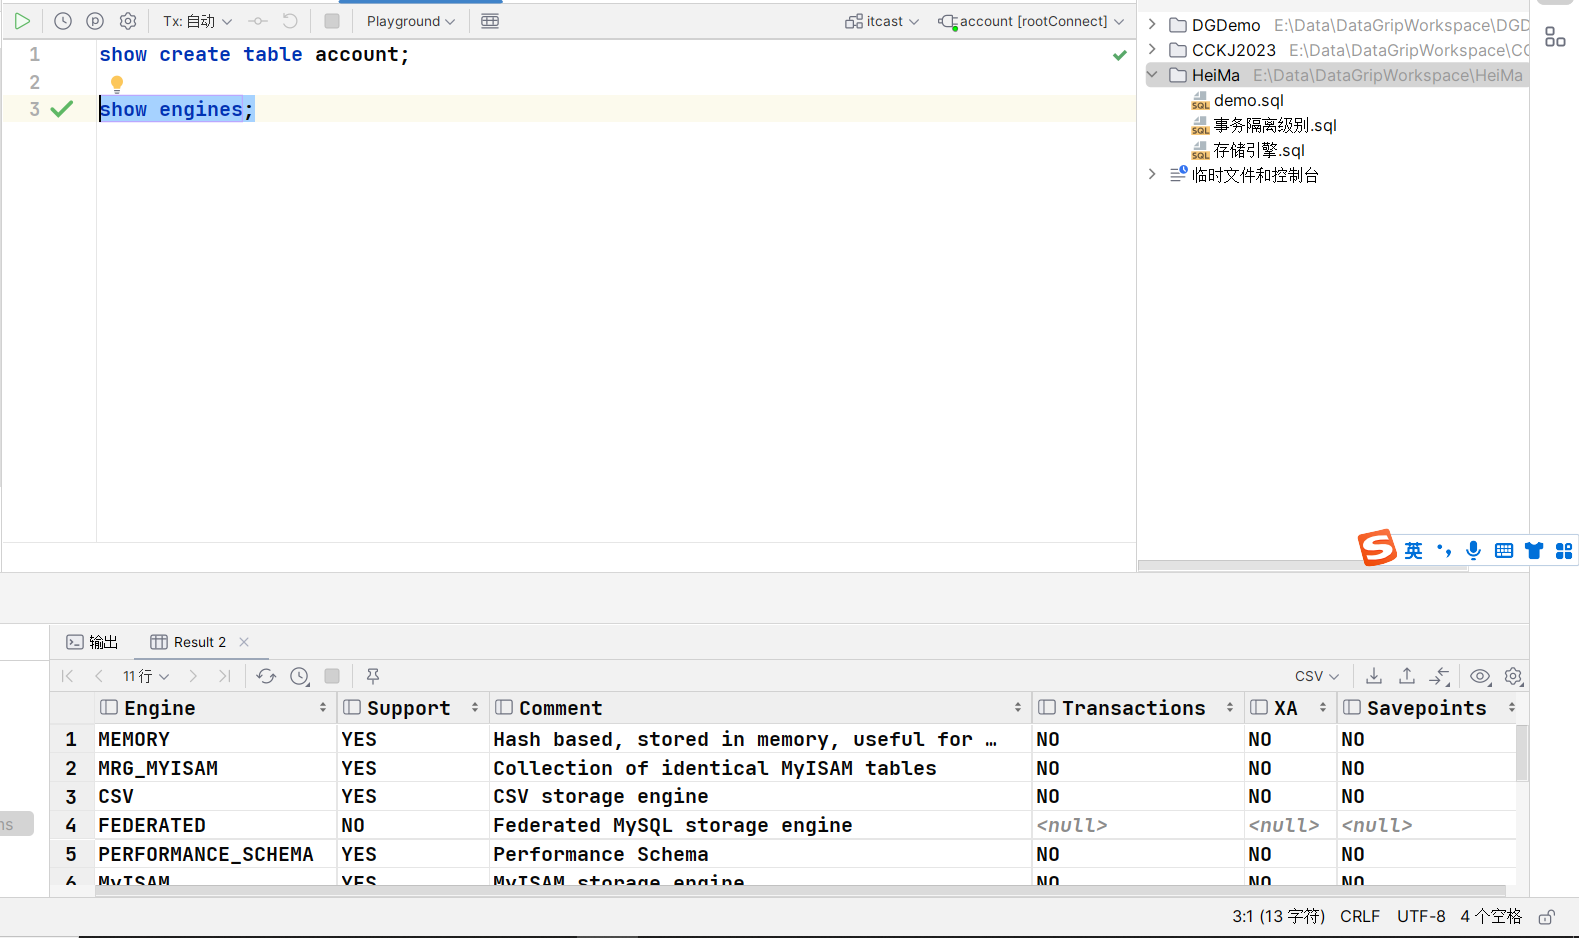 Tx: 自动
Playground
itcast
account [rootConnect]
1 show create table account;
2
3 show engines;
DGDemo E:\Data\DataGripWorkspace\DGD
CCKJ2023 E:\Data\DataGripWorkspace\CC
HeiMa E:\Data\DataGripWorkspace\HeiMa
demo.sql
事务隔离级别.sql
存储引擎.sql
临时文件和控制台
英
输出 Result 2
11 行
CSV
Engine Support Comment Transactions XA Savepoints
1 MEMORY YES Hash based, stored in memory, useful for … NO NO NO
2 MRG_MYISAM YES Collection of identical MyISAM tables NO NO NO
3 CSV YES CSV storage engine NO NO NO
4 FEDERATED NO Federated MySQL storage engine <null> <null> <null>
5 PERFORMANCE_SCHEMA YES Performance Schema NO NO NO
6 MyISAM YES MyISAM storage engine NO NO NO
ns
3:1 (13 字符) CRLF UTF-8 4 个空格